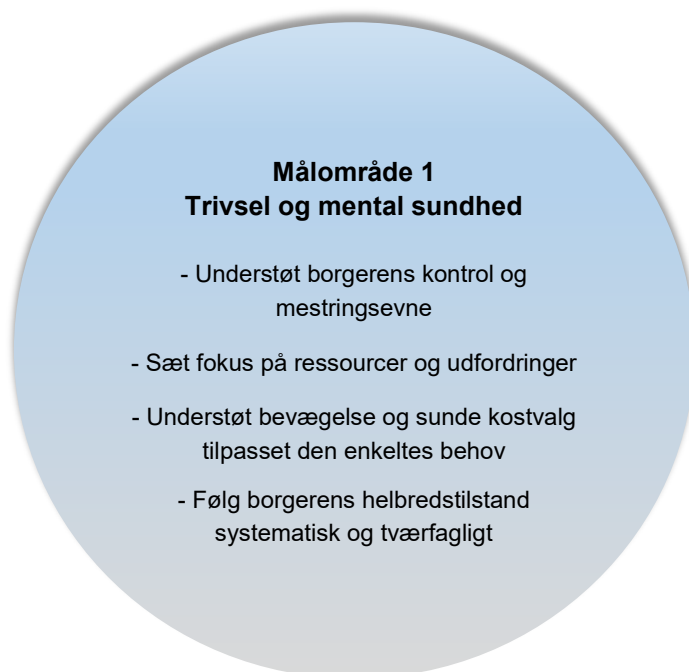 Målområde 1
Trivsel og mental sundhed
- Understøt borgerens kontrol og
mestringsevne
- Sæt fokus på ressourcer og udfordringer
- Understøt bevægelse og sunde kostvalg
tilpasset den enkeltes behov
- Følg borgerens helbredstilstand
systematisk og tværfagligt